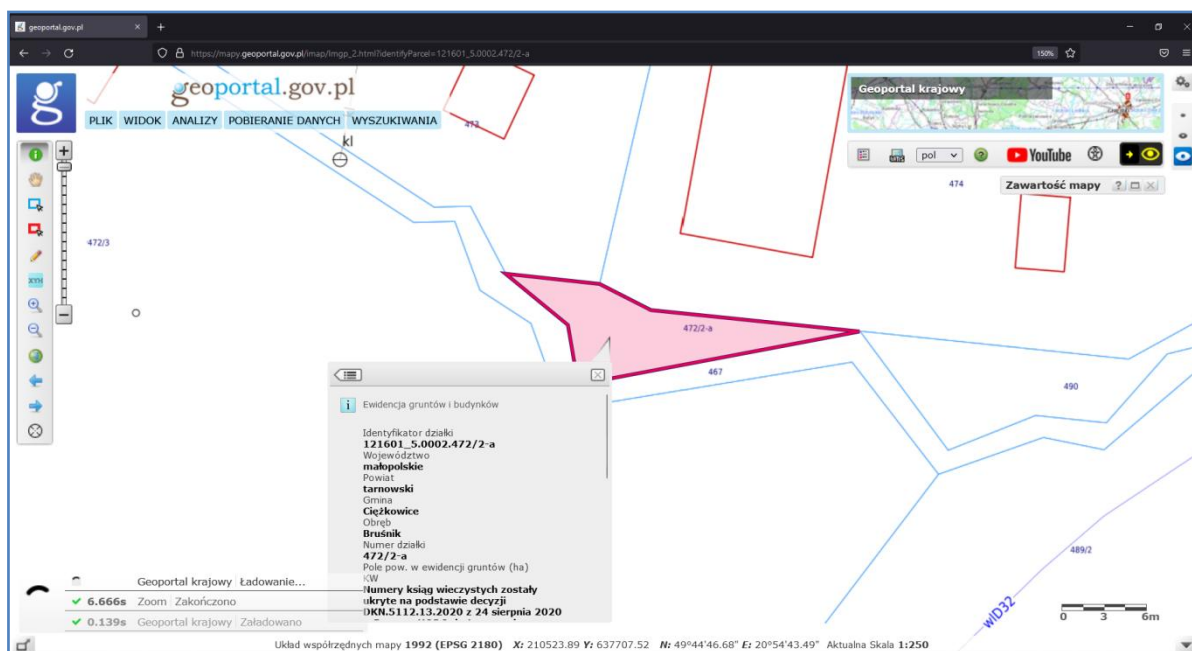 geoportal.gov.pl
https://mapy.geoportal.gov.pl/imap/Imgp_2.html?identifyParcel=121601_5.0002.472/2-a
150%
geoportal.gov.pl
PLIK WIDOK ANALIZY POBIERANIE DANYCH WYSZUKIWANIA
Geoportal krajowy
pol
YouTube
Zawartość mapy
473
kl
474
472/3
XYH
472/2-a
467
490
489/2
wID32
Ewidencja gruntów i budynków
Identyfikator działki
121601_5.0002.472/2-a
Województwo
małopolskie
Powiat
tarnowski
Gmina
Ciężkowice
Obręb
Bruśnik
Numer działki
472/2-a
Pole pow. w ewidencji gruntów (ha)
KW
Numery ksiąg wieczystych zostały
ukryte na podstawie decyzji
DKN.5112.13.2020 z 24 sierpnia 2020
Geoportal krajowy Ładowanie...
6.666s Zoom Zakończono
0.139s Geoportal krajowy Załadowano
0 3 6m
Układ współrzędnych mapy 1992 (EPSG 2180) X: 210523.89 Y: 637707.52 N: 49°44'46.68" E: 20°54'43.49" Aktualna Skala 1:250